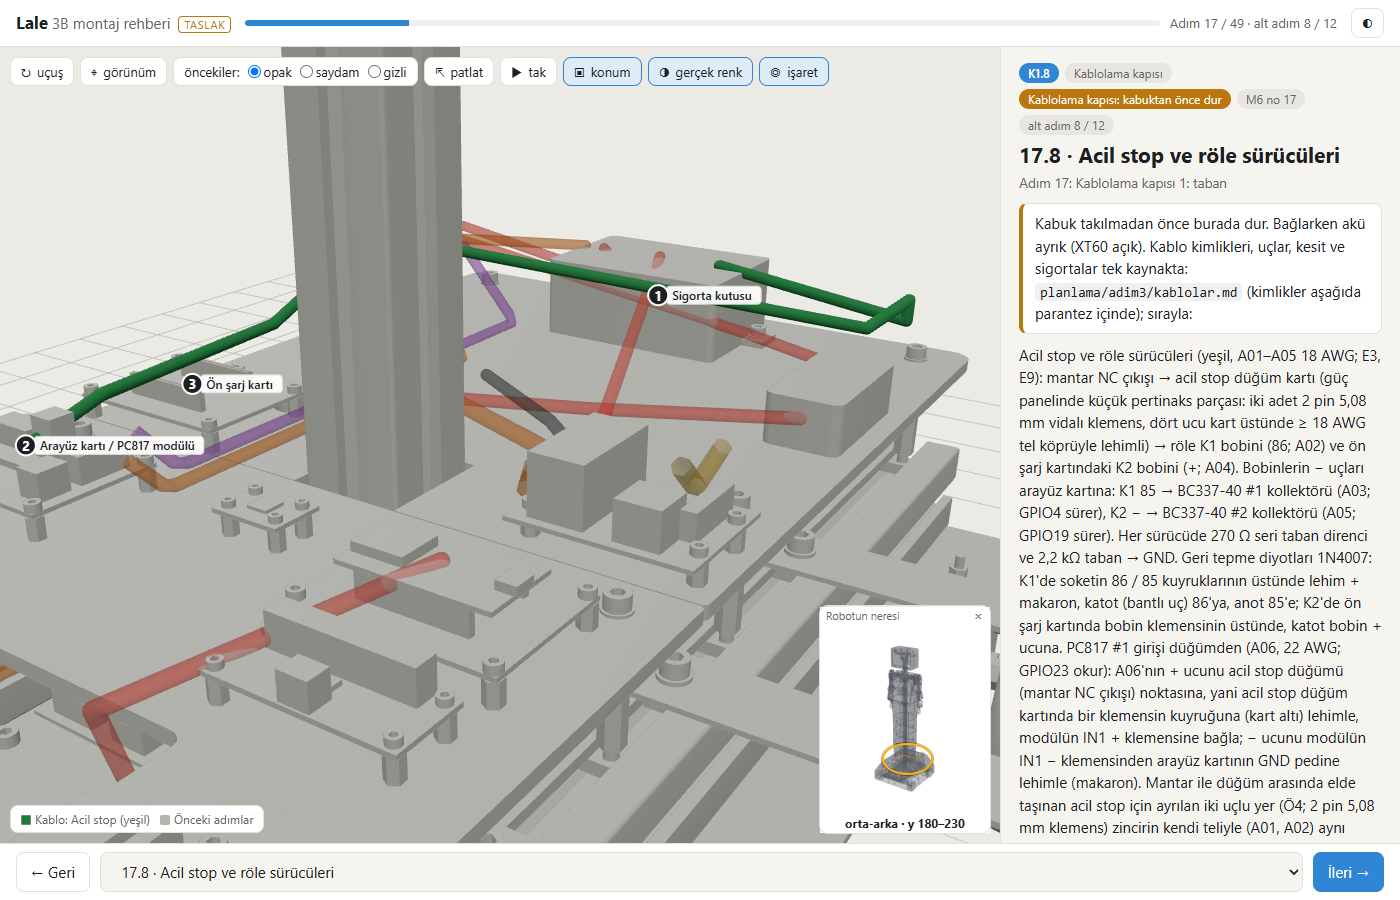 Lale 3B montaj rehberi TASLAK
Adım 17 / 49 · alt adım 8 / 12
↻ uçuş
⌖ görünüm
öncekiler: opak saydam gizli
↖ patlat
▶ tak
▣ konum
◑ gerçek renk
◎ işaret
1 Sigorta kutusu
3 Ön şarj kartı
2 Arayüz kartı / PC817 modülü
Kablo: Acil stop (yeşil) Önceki adımlar
Robotun neresi ×
orta-arka · y 180–230
K1.8 Kablolama kapısı
Kablolama kapısı: kabuktan önce dur M6 no 17
alt adım 8 / 12
17.8 · Acil stop ve röle sürücüleri
Adım 17: Kablolama kapısı 1: taban
Kabuk takılmadan önce burada dur. Bağlarken akü
ayrık (XT60 açık). Kablo kimlikleri, uçlar, kesit ve
sigortalar tek kaynakta:
planlama/adim3/kablolar.md (kimlikler aşağıda
parantez içinde); sırayla:
Acil stop ve röle sürücüleri (yeşil, A01–A05 18 AWG; E3,
E9): mantar NC çıkışı → acil stop düğüm kartı (güç
panelinde küçük pertinaks parçası: iki adet 2 pin 5,08
mm vidalı klemens, dört ucu kart üstünde ≥ 18 AWG
tel köprüyle lehimli) → röle K1 bobini (86; A02) ve ön
şarj kartındaki K2 bobini (+; A04). Bobinlerin − uçları
arayüz kartına: K1 85 → BC337-40 #1 kollektörü (A03;
GPIO4 sürer), K2 − → BC337-40 #2 kollektörü (A05;
GPIO19 sürer). Her sürücüde 270 Ω seri taban direnci
ve 2,2 kΩ taban → GND. Geri tepme diyotları 1N4007:
K1'de soketin 86 / 85 kuyruklarının üstünde lehim +
makaron, katot (bantlı uç) 86'ya, anot 85'e; K2'de ön
şarj kartında bobin klemensinin üstünde, katot bobin +
ucuna. PC817 #1 girişi düğümden (A06, 22 AWG;
GPIO23 okur): A06'nın + ucunu acil stop düğümü
(mantar NC çıkışı) noktasına, yani acil stop düğüm
kartında bir klemensin kuyruğuna (kart altı) lehimle,
modülün IN1 + klemensine bağla; − ucunu modülün
IN1 − klemensinden arayüz kartının GND pedine
lehimle (makaron). Mantar ile düğüm arasında elde
taşınan acil stop için ayrılan iki uçlu yer (Ö4; 2 pin 5,08
mm klemens) zincirin kendi teliyle (A01, A02) aynı
← Geri
17.8 · Acil stop ve röle sürücüleri
İleri →